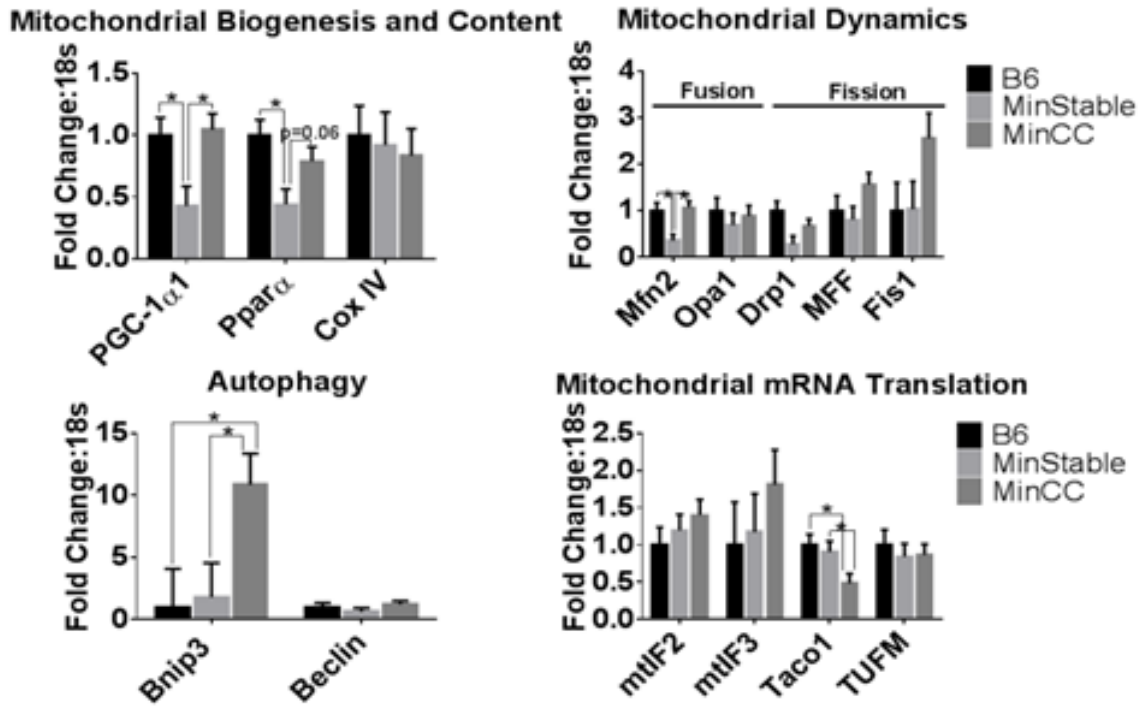 Mitochondrial Biogenesis and Content
Fold Change:18s
1.5
1.0
0.5
0.0
* * * p=0.06
PGC-1α1 Pparα Cox IV
Mitochondrial Dynamics
Fold Change:18s
4
3
2
1
0
Fusion Fission
* *
Mfn2 Opa1 Drp1 MFF Fis1
B6
MinStable
MinCC
Autophagy
Fold Change:18s
15
10
5
0
*
*
Bnip3 Beclin
Mitochondrial mRNA Translation
Fold Change:18s
2.5
2.0
1.5
1.0
0.5
0.0
*
*
mtIF2 mtIF3 Taco1 TUFM
B6
MinStable
MinCC